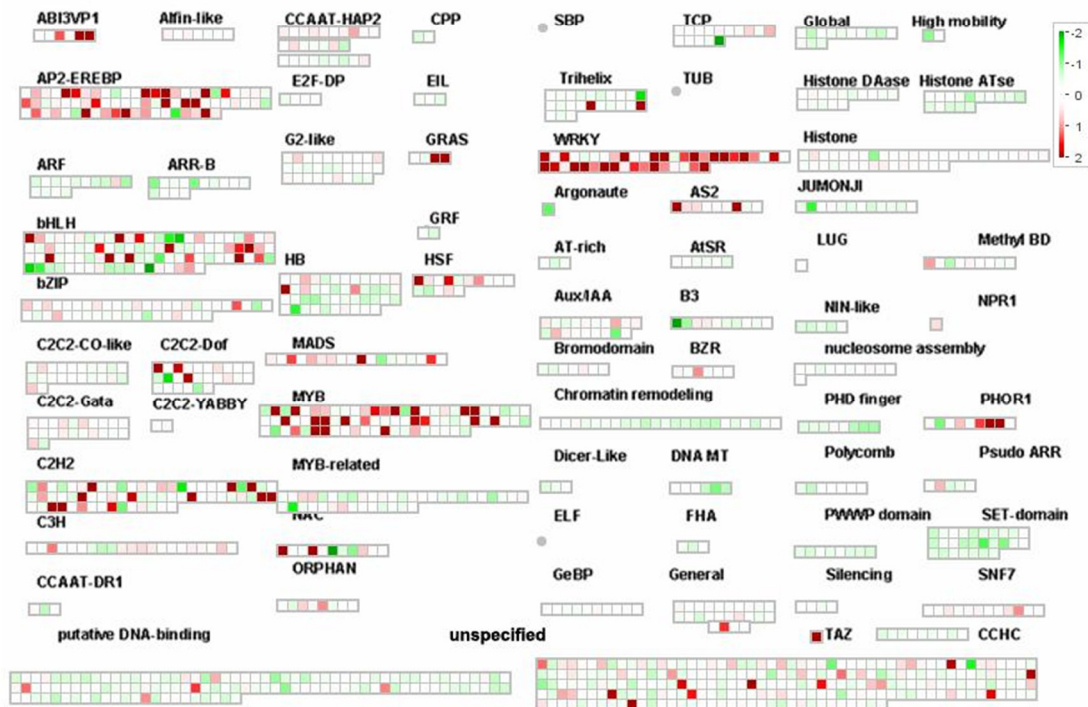 ABI3VP1 Alfin-like CCAAT-HAP2 CPP SBP TCP Global High mobility
-2
-1
0
1
2
AP2-EREBP E2F-DP EIL Trihelix TUB Histone DAase Histone ATse
G2-like GRAS WRKY Histone
ARF ARR-B Argonaute AS2 JUMONJI
bHLH GRF LUG Methyl BD
HB HSF AT-rich AtSR
bZIP Aux/IAA B3 NIN-like NPR1
C2C2-CO-like C2C2-Dof MADS Bromodomain BZR nucleosome assembly
C2C2-Gata C2C2-YABBY MYB Chromatin remodeling PHD finger PHOR1
C2H2 MYB-related Dicer-Like DNA MT Polycomb Psudo ARR
C3H NAC ELF FHA PWWP domain SET-domain
CCAAT-DR1 ORPHAN GeBP General Silencing SNF7
putative DNA-binding unspecified TAZ CCHC